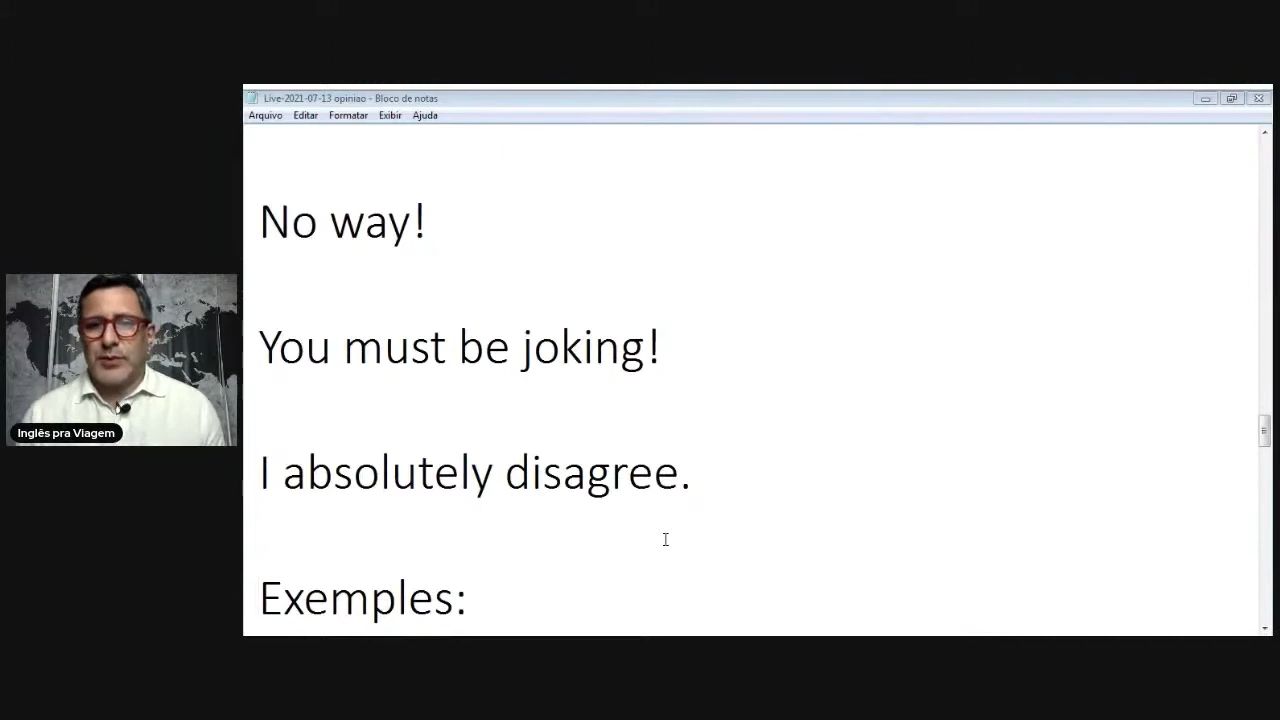 Live-2021-07-13 opiniao - Bloco de notas
Arquivo Editar Formatar Exibir Ajuda
No way!
You must be joking!
Inglês pra Viagem
I absolutely disagree.
Exemples: